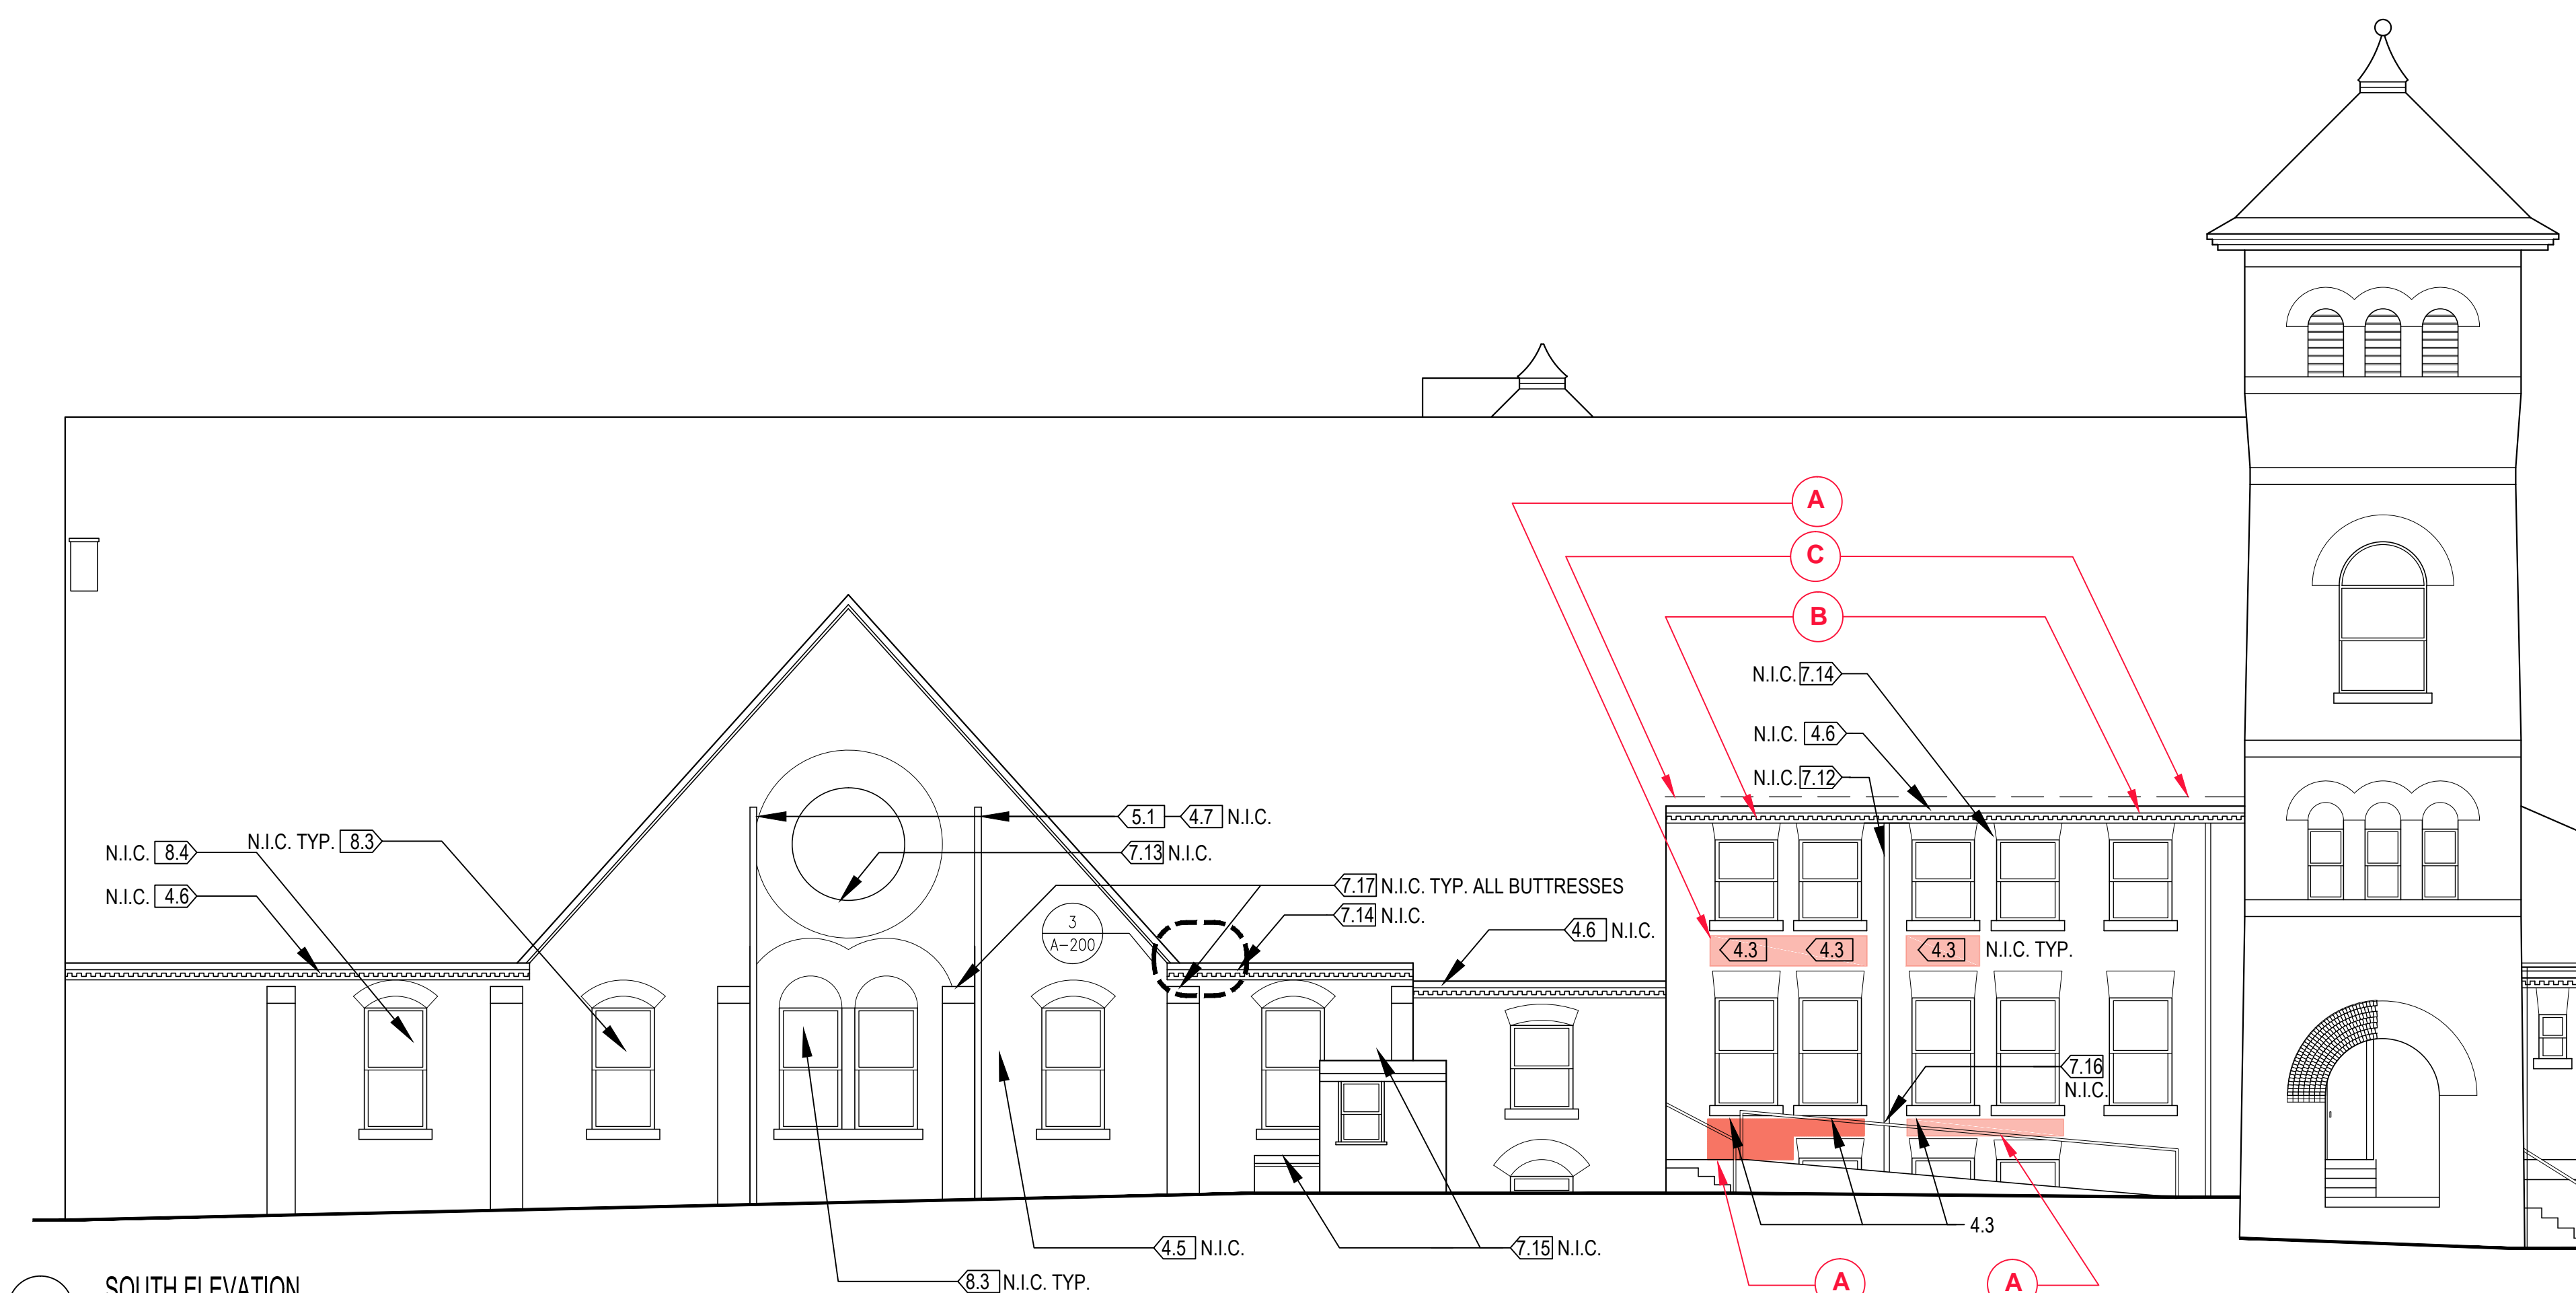 A
C
B
N.I.C. 7.14
N.I.C. 4.6
N.I.C. 7.12
5.1 4.7 N.I.C.
7.13 N.I.C.
N.I.C. 8.4
N.I.C. TYP. 8.3
N.I.C. 4.6
7.17 N.I.C. TYP. ALL BUTTRESSES
7.14 N.I.C.
3
A-200
4.6 N.I.C.
4.3 4.3 4.3 N.I.C. TYP.
7.16
N.I.C.
4.3
4.5 N.I.C.
7.15 N.I.C.
8.3 N.I.C. TYP.
A A
SOUTH ELEVATION